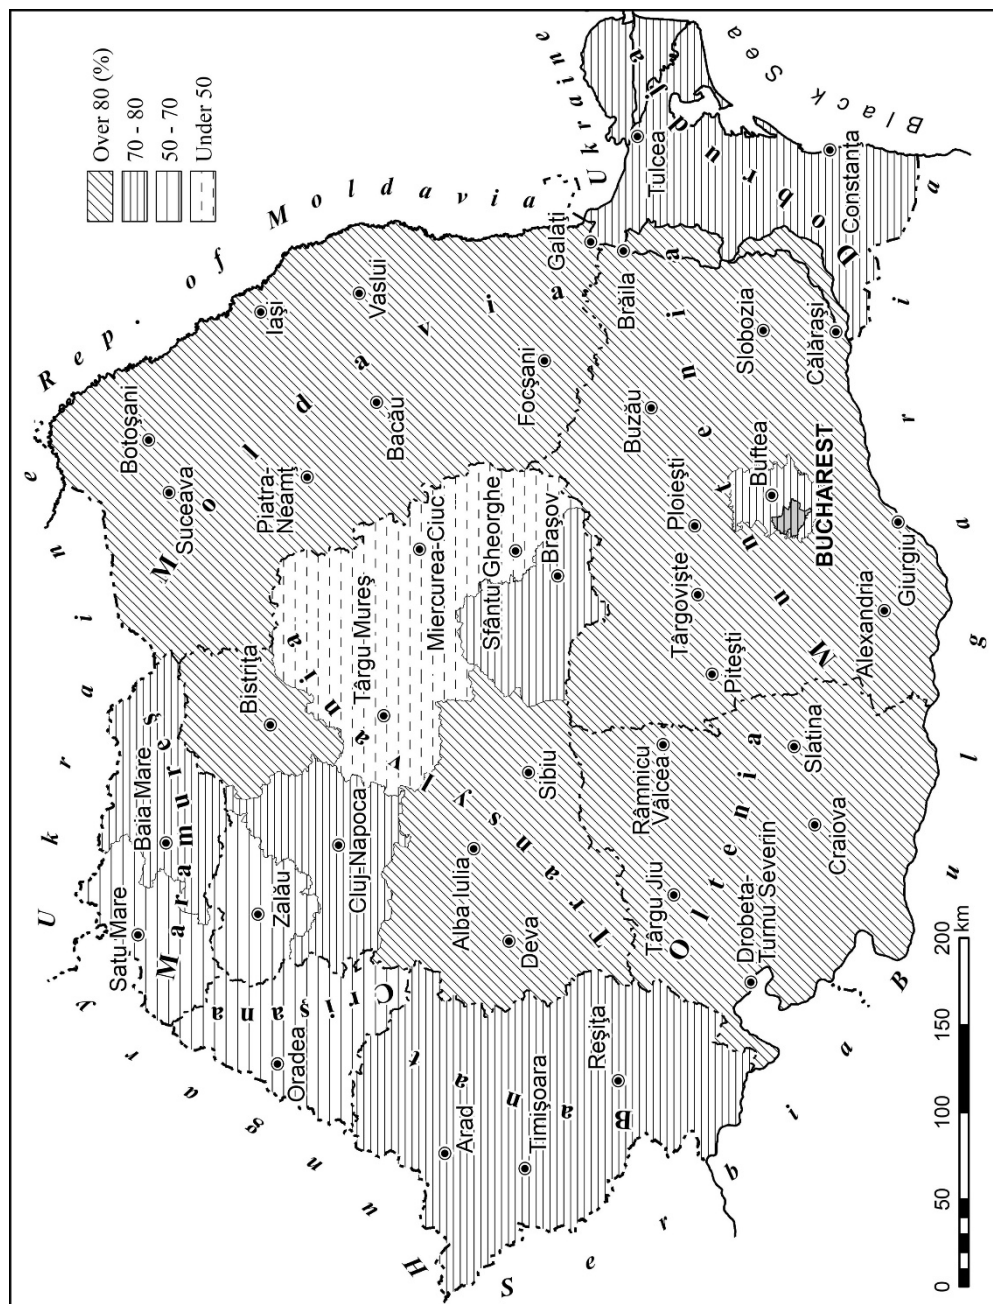 Over 80 (%)
70 - 80
50 - 70
Under 50
Ukraine
Rep. of Moldavia
Ukraine
Black Sea
Bulgaria
Serbia
Hungary
Maramureş
Crişana
Banat
Transylvania
Moldavia
Oltenia
Muntenia
Dobrudja
Satu-Mare
Baia-Mare
Botoşani
Suceava
Iaşi
Oradea
Zalău
Bistriţa
Piatra-
Neamţ
Vaslui
Cluj-Napoca
Târgu-Mureş
Bacău
Miercurea-Ciuc
Arad
Alba Iulia
Deva
Sibiu
Sfântu Gheorghe
Braşov
Focşani
Galaţi
Timişoara
Reşiţa
Târgu Jiu
Râmnicu
Vâlcea
Piteşti
Târgovişte
Ploieşti
Buzău
Brăila
Tulcea
Drobeta-
Turnu Severin
Craiova
Slatina
Buftea
BUCHAREST
Slobozia
Călăraşi
Constanţa
Alexandria
Giurgiu
0 50 100 150 200
km